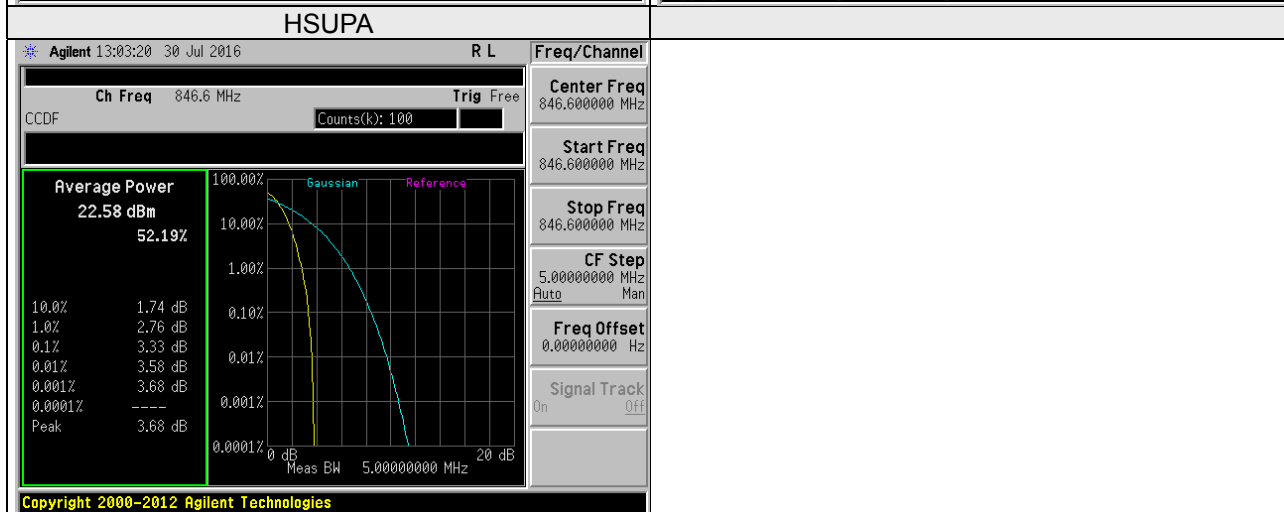 HSUPA
Agilent 13:03:20 30 Jul 2016 R L
Freq/Channel
Ch Freq 846.6 MHz Trig Free
CCDF Counts(k): 100
Center Freq
846.600000 MHz
Start Freq
846.600000 MHz
Stop Freq
846.600000 MHz
CF Step
5.00000000 MHz
Auto Man
Freq Offset
0.00000000 Hz
Signal Track
On Off
Average Power
22.58 dBm
52.19%
10.0% 1.74 dB
1.0% 2.76 dB
0.1% 3.33 dB
0.01% 3.58 dB
0.001% 3.68 dB
0.0001% ----
Peak 3.68 dB
Gaussian Reference
100.00%
10.00%
1.00%
0.10%
0.01%
0.001%
0.0001%
0 dB 20 dB
Meas BW 5.00000000 MHz
Copyright 2000-2012 Agilent Technologies